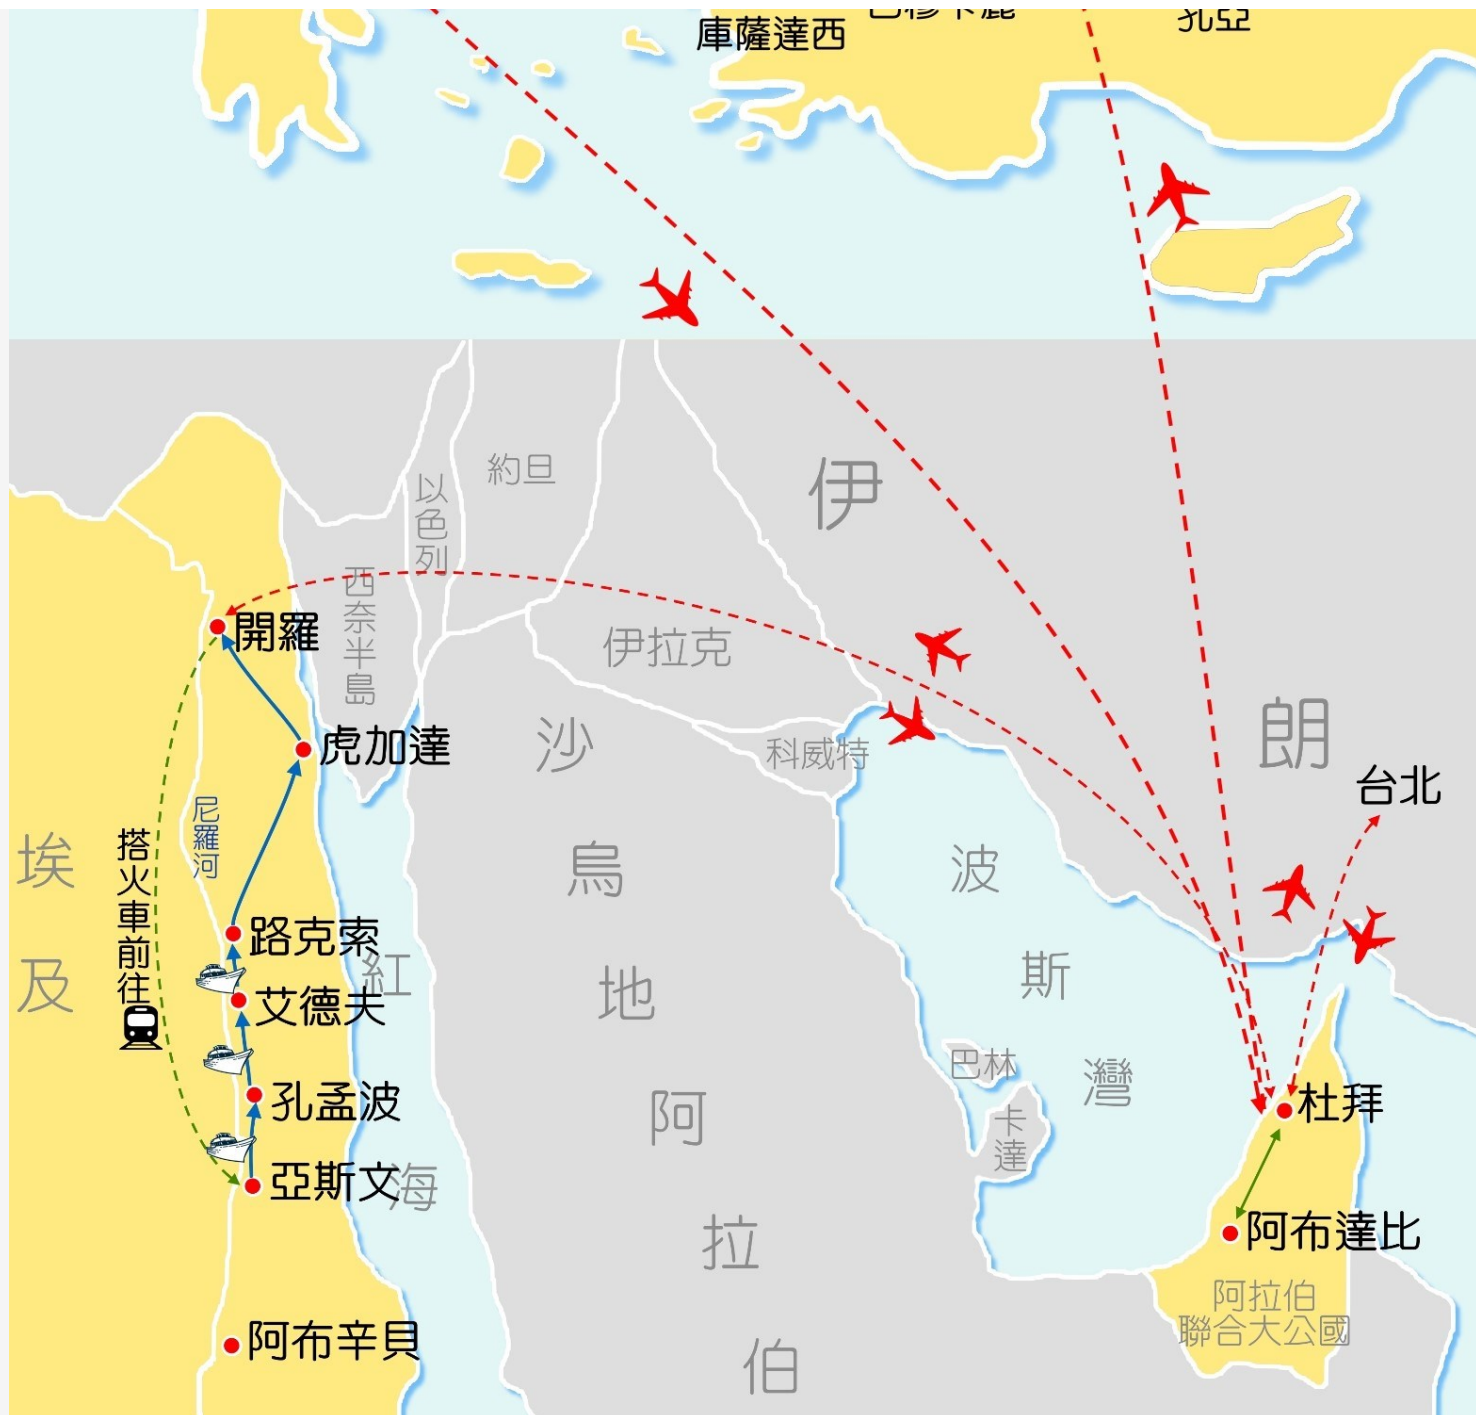 庫薩達西
孔亞
約旦
以色列
伊朗
西奈半島
開羅
伊拉克
沙烏地阿拉伯
虎加達
科威特
台北
尼羅河
埃及
搭火車前往
波斯灣
路克索
紅海
艾德夫
巴林
孔孟波
杜拜
卡達
亞斯文
阿布達比
阿拉伯
聯合大公國
阿布辛貝